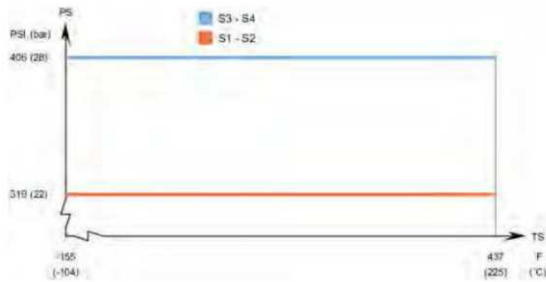 PS
PSI (bar)
S3 - S4
S1 - S2
406 (28)
319 (22)
TS
-155
(-104)
437
(225)
°F
(°C)